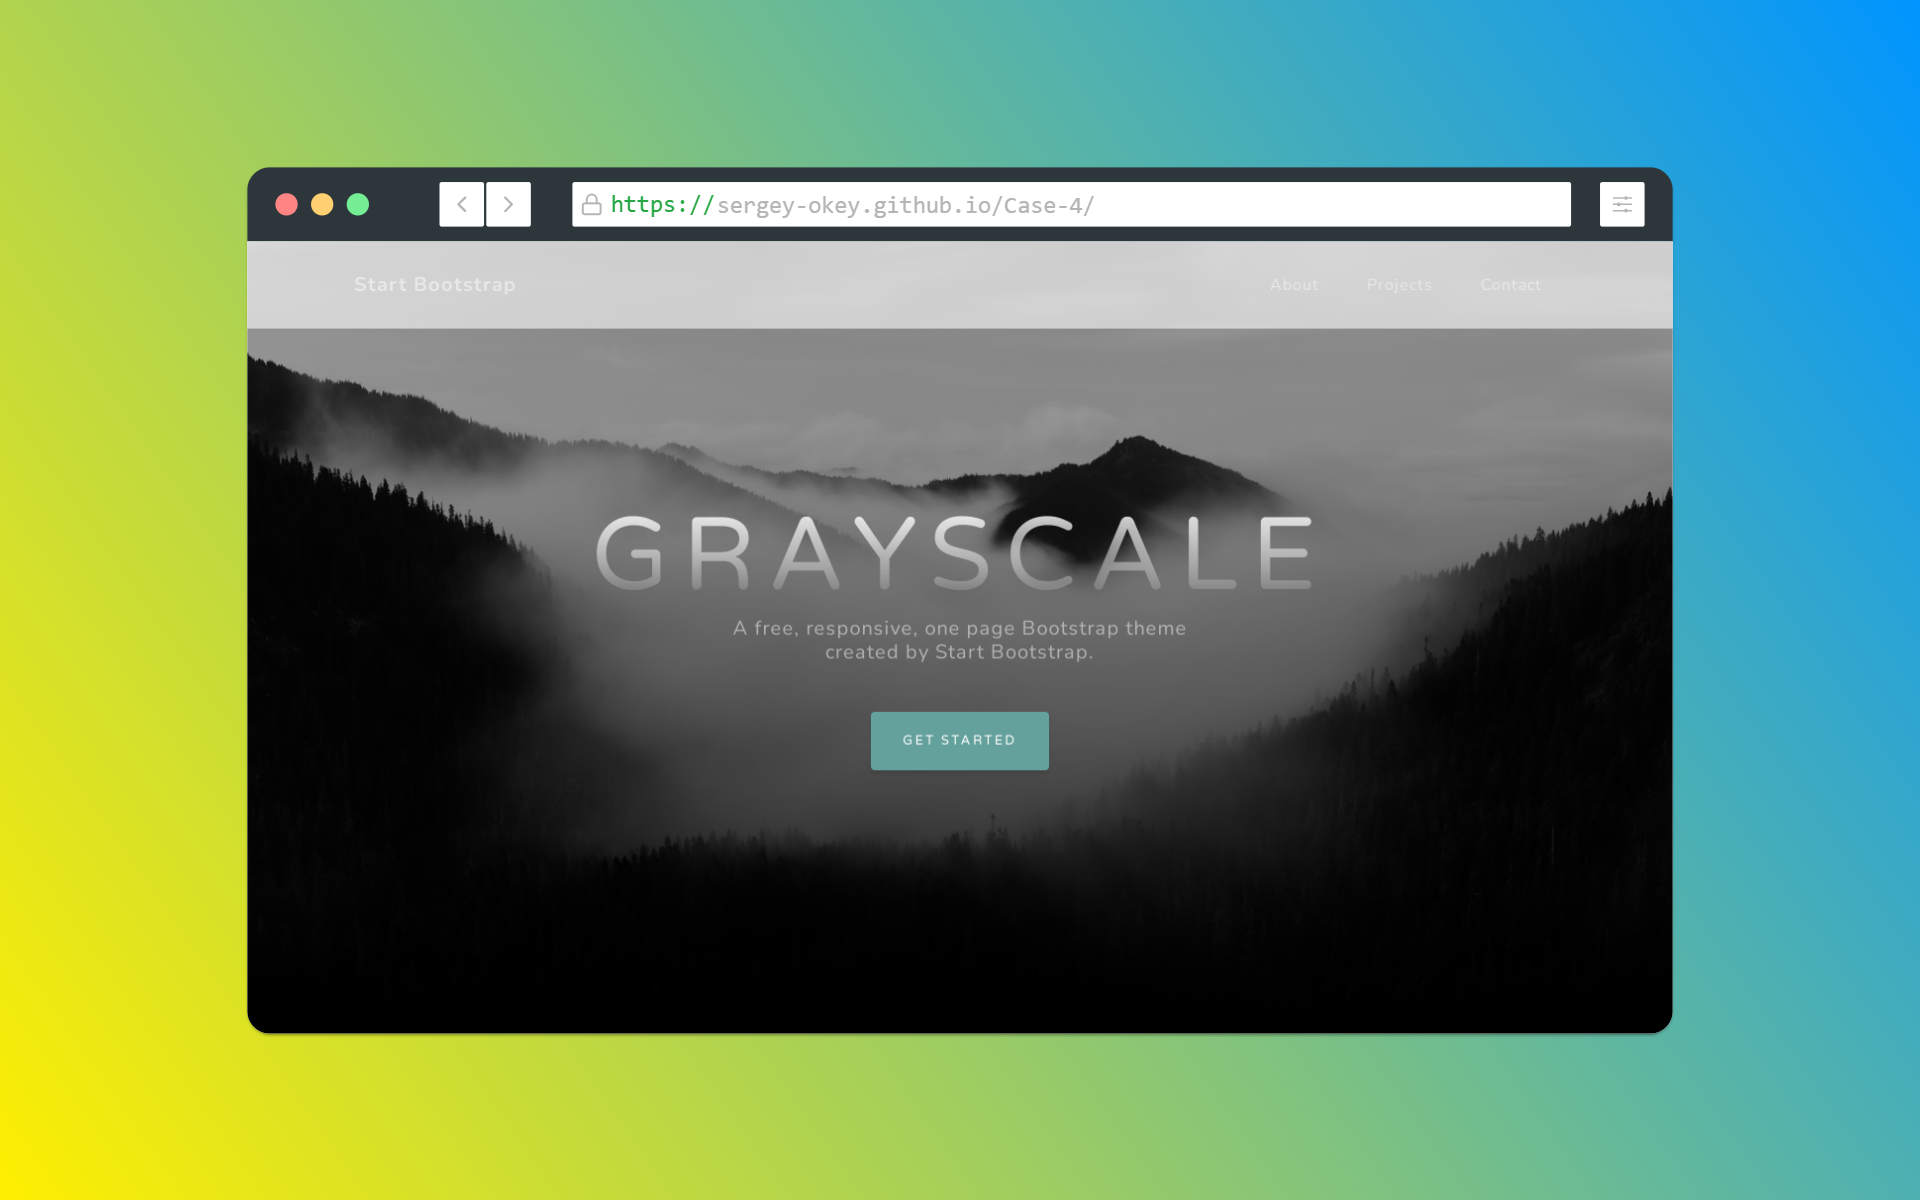 https://sergey-okey.github.io/Case-4/
Start Bootstrap
About Projects Contact
GRAYSCALE
A free, responsive, one page Bootstrap theme
created by Start Bootstrap.
GET STARTED